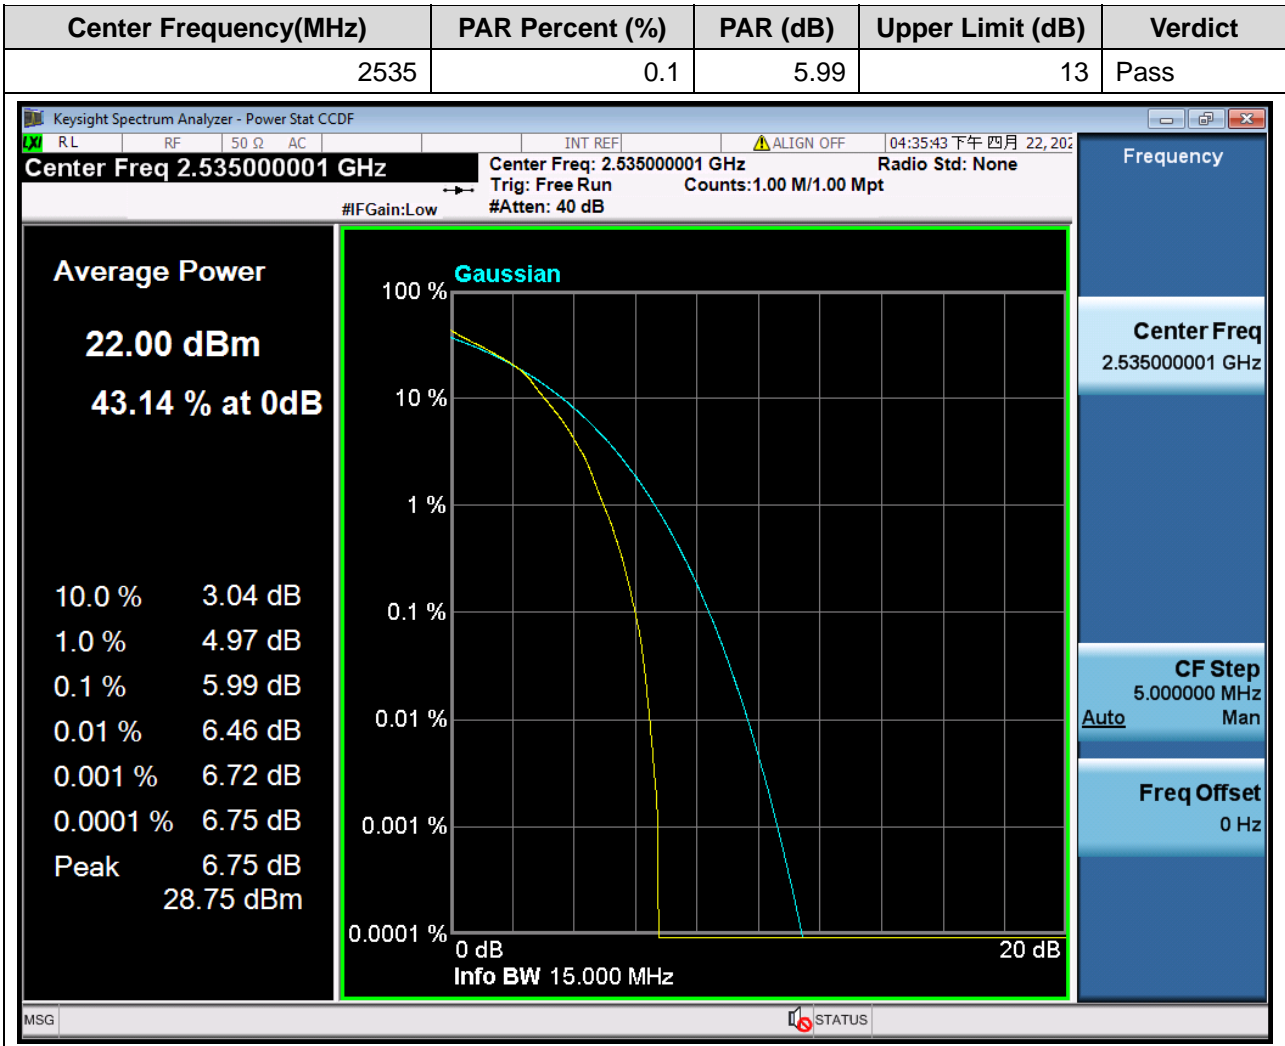 Center Frequency(MHz) PAR Percent (%) PAR (dB) Upper Limit (dB) Verdict
2535 0.1 5.99 13 Pass
Keysight Spectrum Analyzer - Power Stat CCDF
LXI RL RF 50 Ω AC INT REF ALIGN OFF 04:35:43 下午 四月 22, 202
Center Freq 2.535000001 GHz
#IFGain:Low
Center Freq: 2.535000001 GHz Radio Std: None
Trig: Free Run Counts:1.00 M/1.00 Mpt
#Atten: 40 dB
Average Power
22.00 dBm
43.14 % at 0dB
10.0 % 3.04 dB
1.0 % 4.97 dB
0.1 % 5.99 dB
0.01 % 6.46 dB
0.001 % 6.72 dB
0.0001 % 6.75 dB
Peak 6.75 dB
28.75 dBm
Gaussian
100 %
10 %
1 %
0.1 %
0.01 %
0.001 %
0.0001 %
0 dB 20 dB
Info BW 15.000 MHz
Frequency
Center Freq
2.535000001 GHz
CF Step
5.000000 MHz
Auto Man
Freq Offset
0 Hz
MSG STATUS